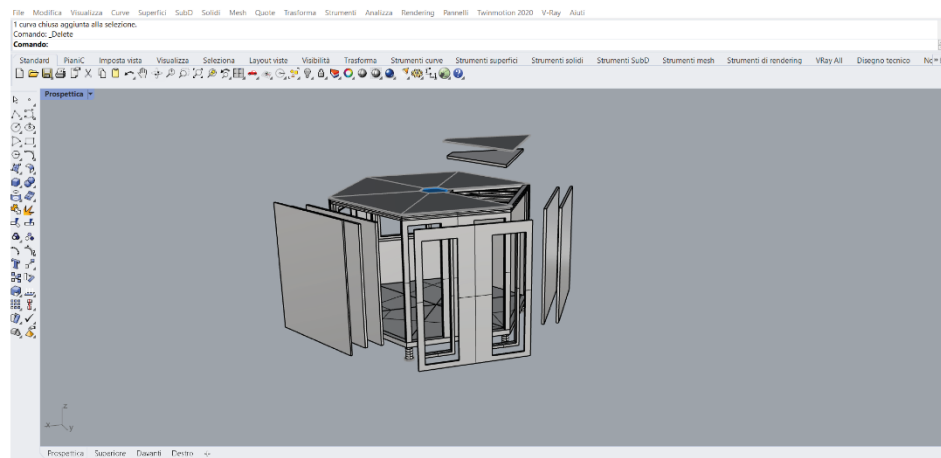 File Modifica Visualizza Curve Superfici SubD Solidi Mesh Quote Trasforma Strumenti Analizza Rendering Pannelli Twinmotion 2020 V-Ray Aiuti
1 curva chiusa aggiunta alla selezione.
Comando: _Delete
Comando:
Standard PianiC Imposta vista Visualizza Seleziona Layout viste Visibilità Trasforma Strumenti curve Strumenti superfici Strumenti solidi Strumenti SubD Strumenti mesh Strumenti di rendering VRay All Disegno tecnico
Prospettica
z
x
y
Prospettica Superiore Davanti Destro